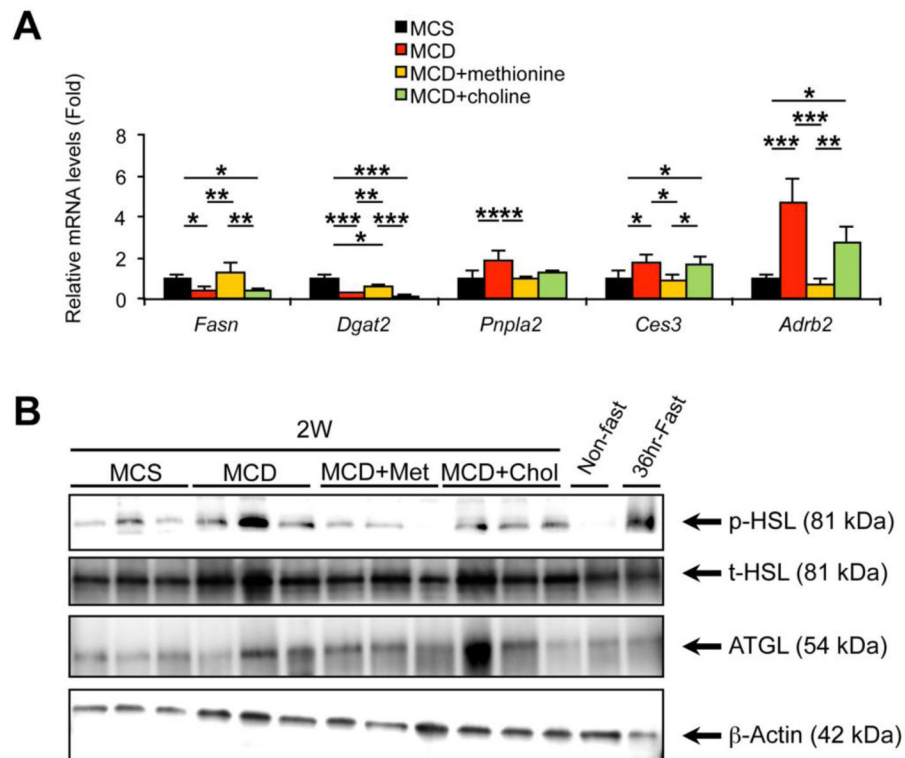 A
MCS
MCD
MCD+methionine
MCD+choline
Relative mRNA levels (Fold)
8
6
4
2
0
* ** * **
*** ** *** *** *
****
* * * *
* *** *** **
Fasn Dgat2 Pnpla2 Ces3 Adrb2
B
2W
MCS MCD MCD+Met MCD+Chol Non-fast 36hr-Fast
p-HSL (81 kDa)
t-HSL (81 kDa)
ATGL (54 kDa)
β-Actin (42 kDa)